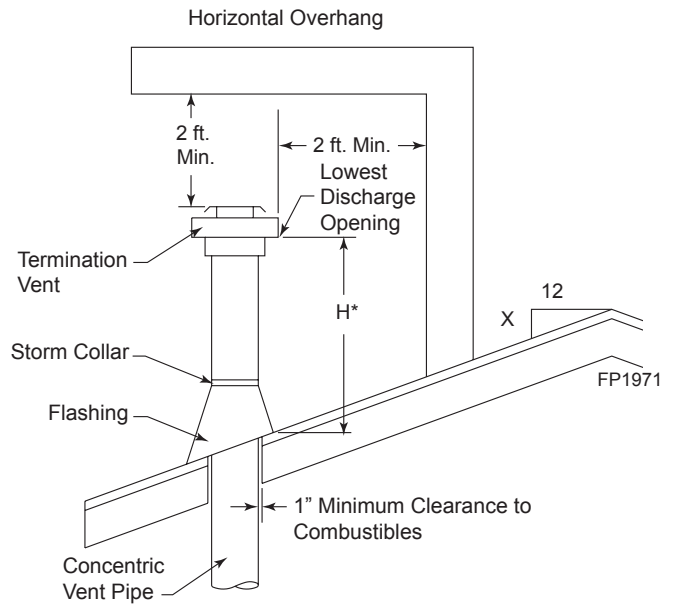 Horizontal Overhang
2 ft.
Min.
2 ft. Min.
Lowest
Discharge
Opening
Termination
Vent
H*
12
X
Storm Collar
FP1971
Flashing
1” Minimum Clearance to
Combustibles
Concentric
Vent Pipe